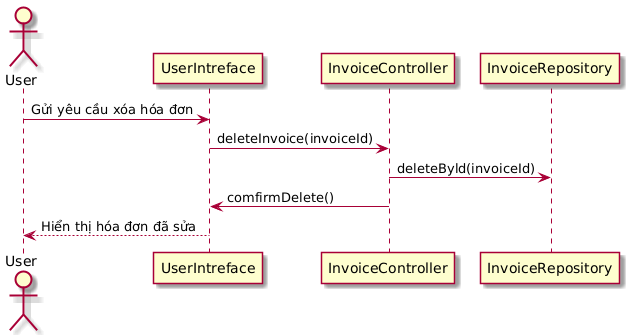 User
UserIntreface
InvoiceController
InvoiceRepository
Gửi yêu cầu xóa hóa đơn
deleteInvoice(invoiceId)
deleteById(invoiceId)
comfirmDelete()
Hiển thị hóa đơn đã sửa
User
UserIntreface
InvoiceController
InvoiceRepository